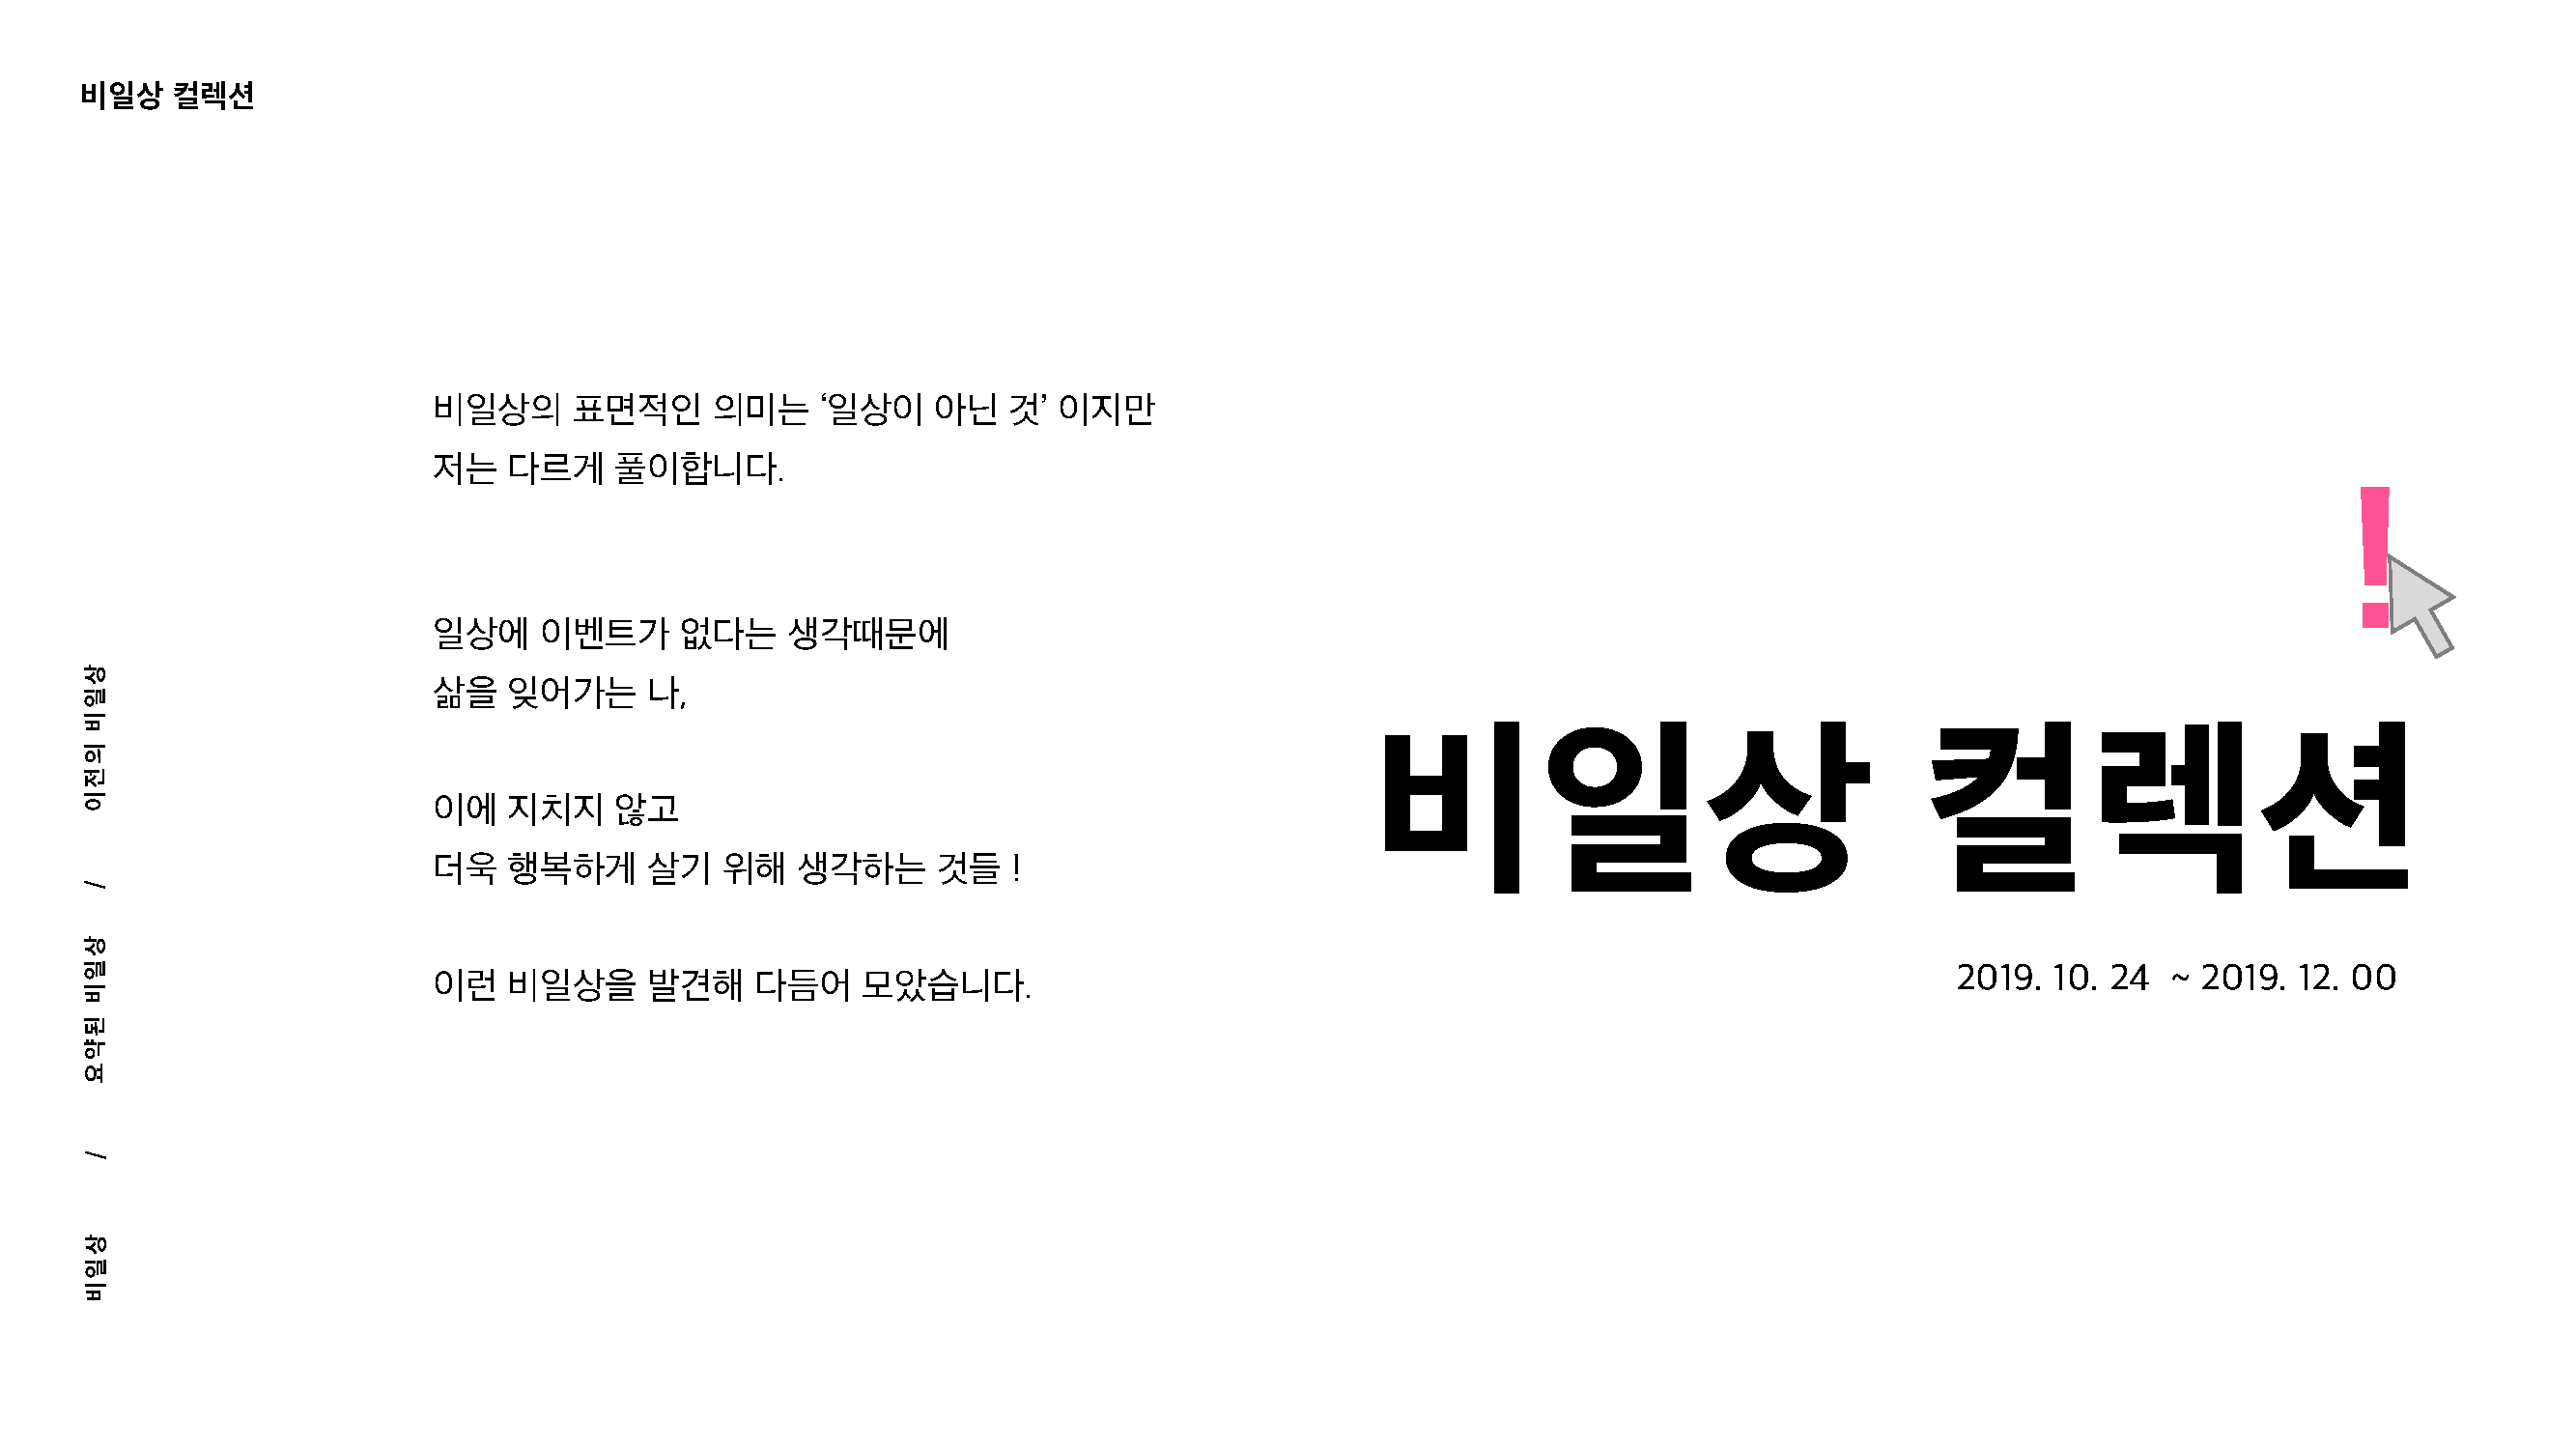 비일상 컬렉션
비일상의 표면적인 의미는 ‘일상이 아닌 것’ 이지만
저는 다르게 풀이합니다.
일상에 이벤트가 없다는 생각때문에
삶을 잊어가는 나,
이에 지치지 않고
더욱 행복하게 살기 위해 생각하는 것들 !
이런 비일상을 발견해 다듬어 모았습니다.
!
비일상 컬렉션
2019. 10. 24 ~ 2019. 12. 00
비일상 / 요약된 비일상 / 이전의 비일상